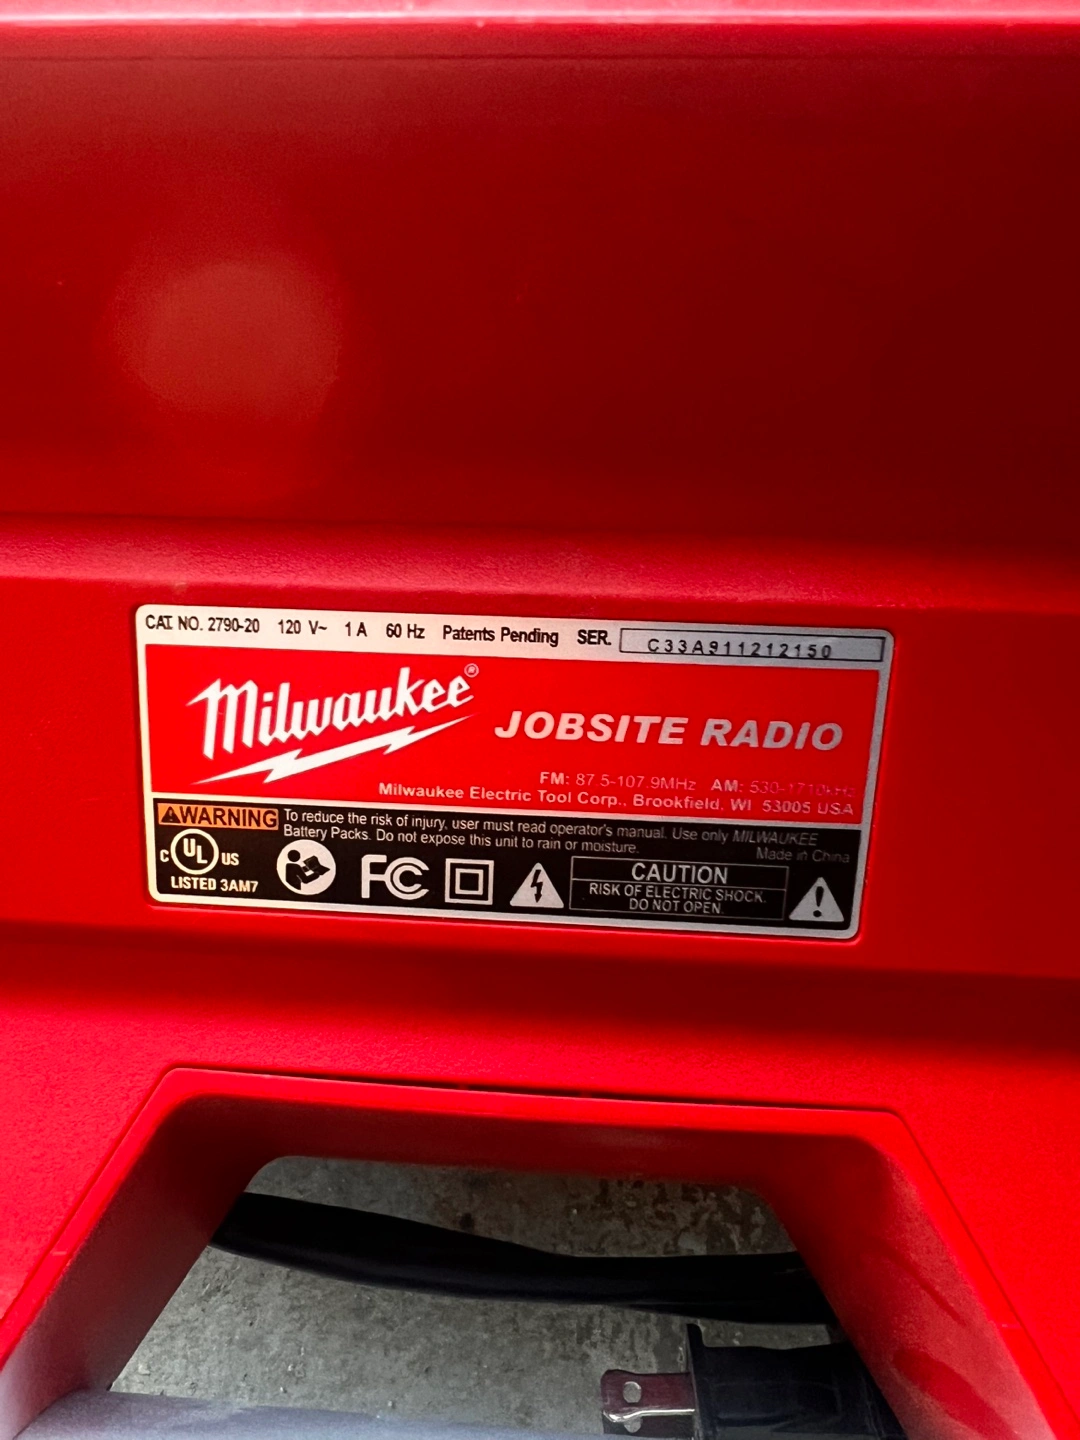 CAT. NO. 2790-20 120 V~ 1 A 60 Hz Patents Pending SER. C33A911212150
Milwaukee®
JOBSITE RADIO
FM: 87.5-107.9MHz AM: 530-1710kHz
Milwaukee Electric Tool Corp., Brookfield, WI 53005 USA
WARNING To reduce the risk of injury, user must read operator's manual. Use only MILWAUKEE
Battery Packs. Do not expose this unit to rain or moisture.
Made in China
C UL US
LISTED 3AM7
FC
CAUTION
RISK OF ELECTRIC SHOCK.
DO NOT OPEN.